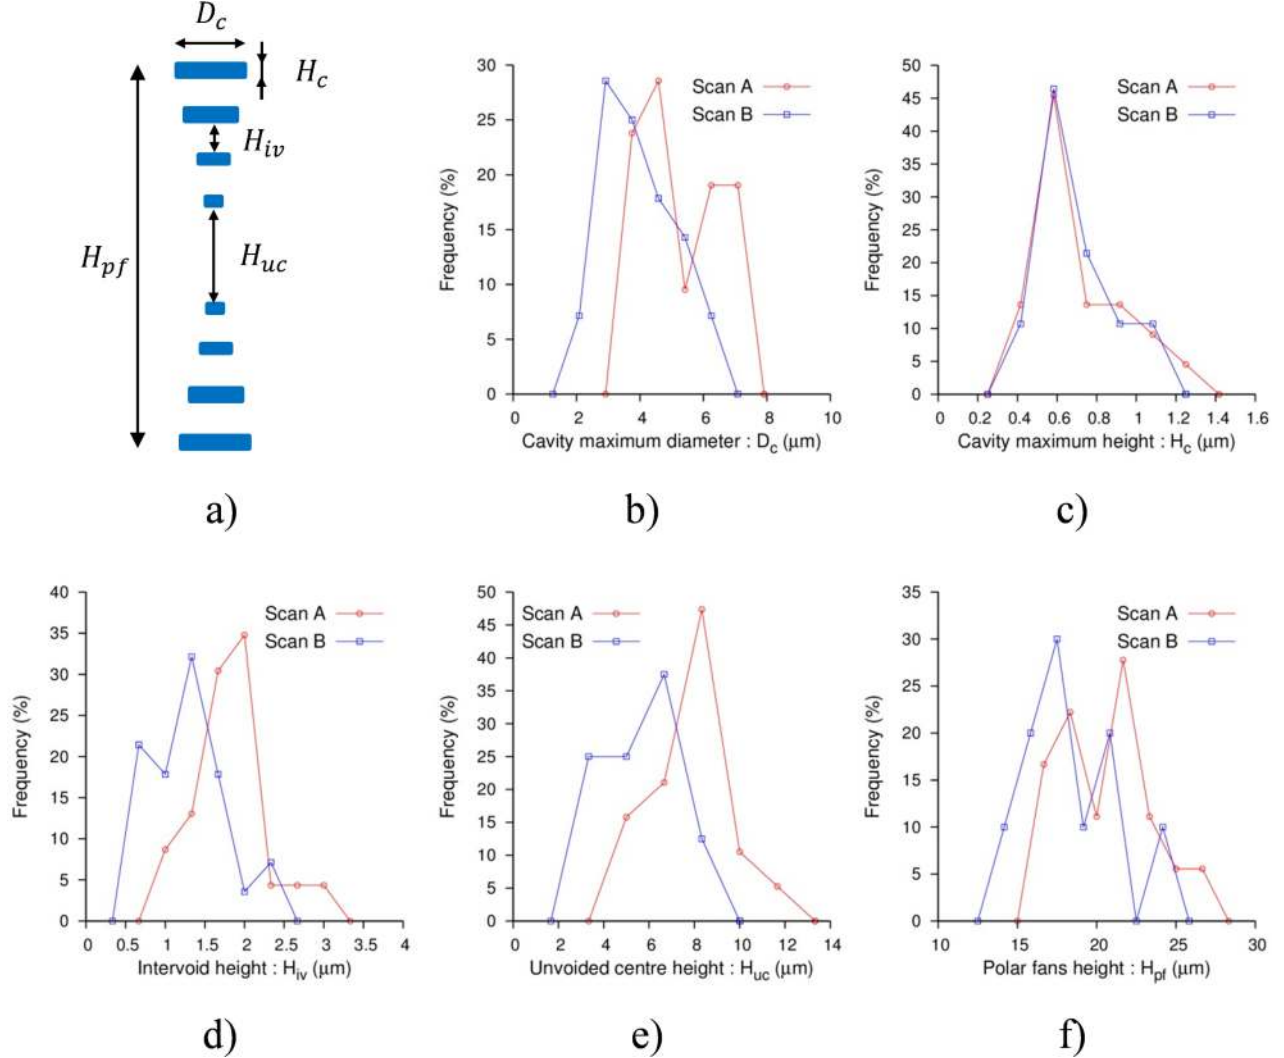 D_c
H_c
H_iv
H_pf
H_uc
a)
30
25
20
15
10
5
0
Frequency (%)
Scan A
Scan B
0 2 4 6 8 10
Cavity maximum diameter : D_c (μm)
b)
50
45
40
35
30
25
20
15
10
5
0
Frequency (%)
Scan A
Scan B
0 0.2 0.4 0.6 0.8 1 1.2 1.4 1.6
Cavity maximum height : H_c (μm)
c)
40
35
30
25
20
15
10
5
0
Frequency (%)
Scan A
Scan B
0 0.5 1 1.5 2 2.5 3 3.5 4
Intervoid height : H_iv (μm)
d)
50
45
40
35
30
25
20
15
10
5
0
Frequency (%)
Scan A
Scan B
0 2 4 6 8 10 12 14
Unvoided centre height : H_uc (μm)
e)
35
30
25
20
15
10
5
0
Frequency (%)
Scan A
Scan B
10 15 20 25 30
Polar fans height : H_pf (μm)
f)